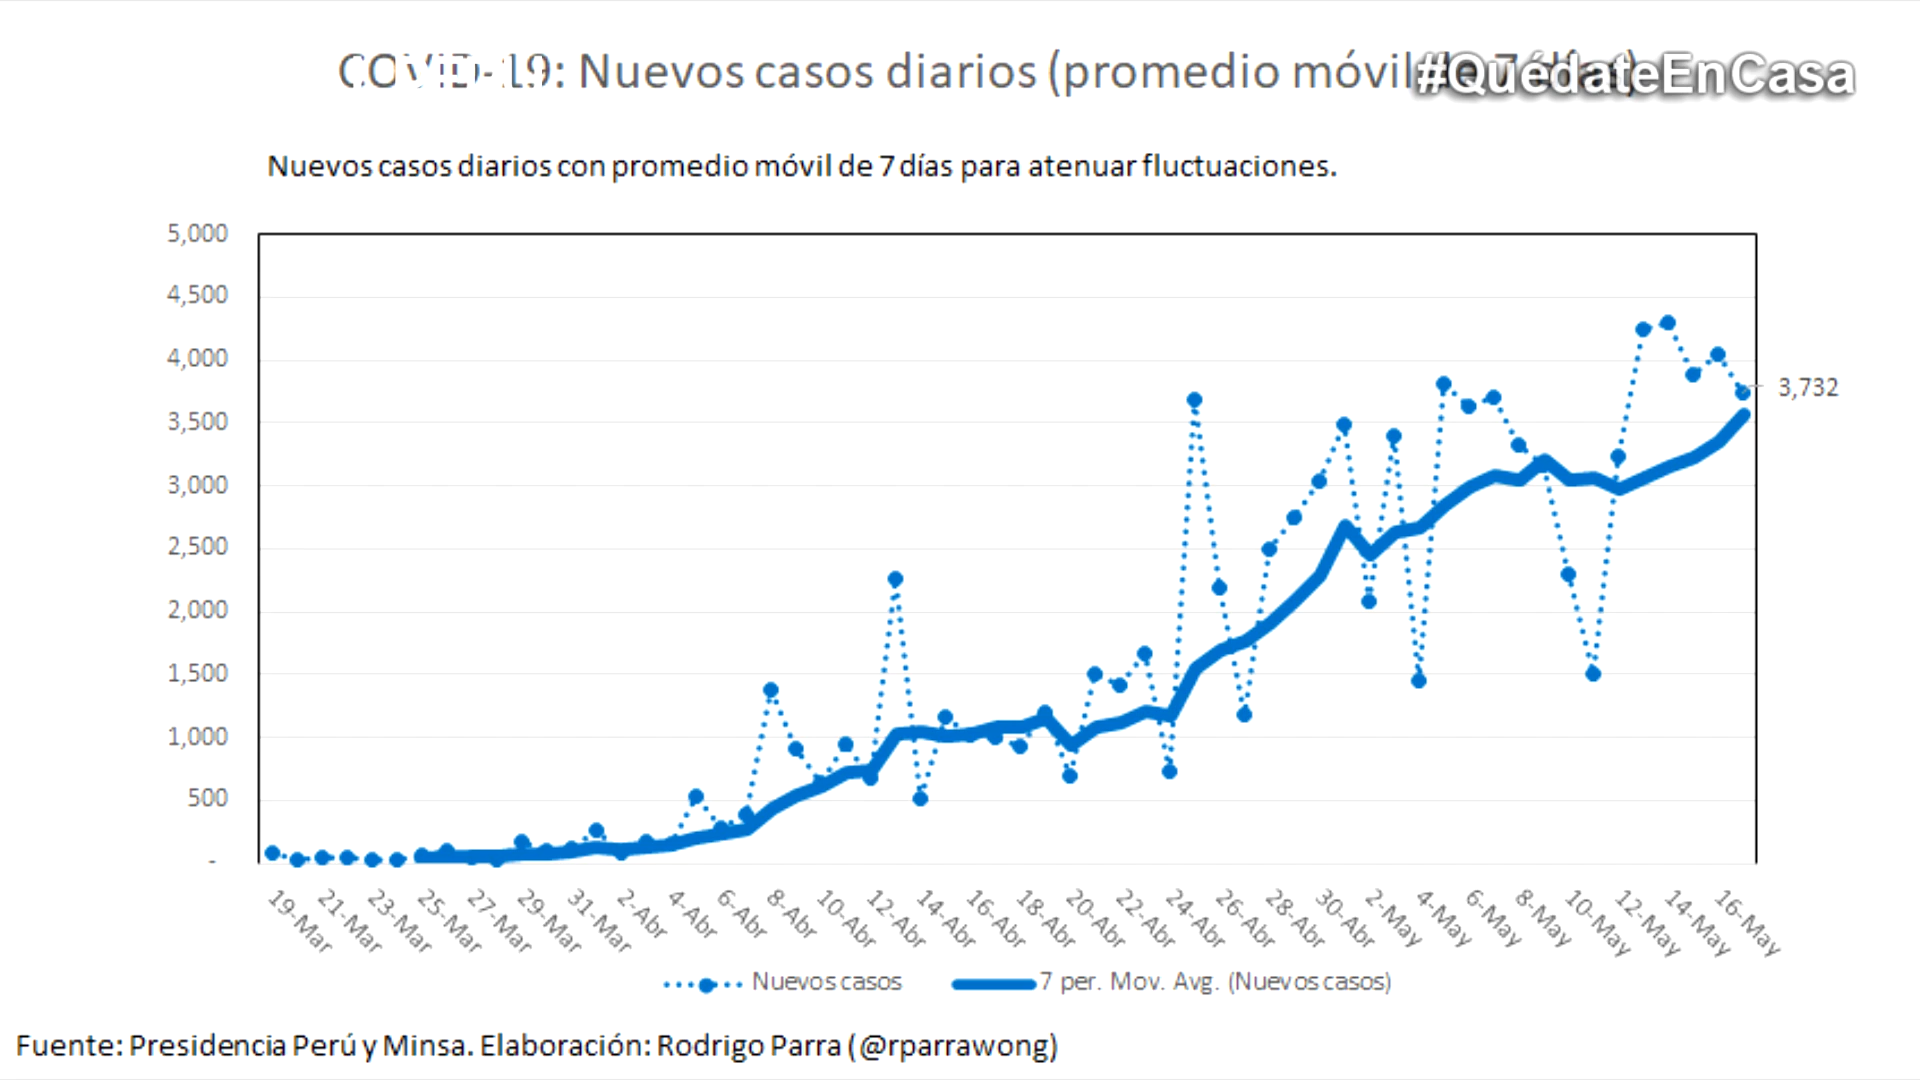 COVID-19: Nuevos casos diarios (promedio móvil de 7 días)
#QuédateEnCasa
Nuevos casos diarios con promedio móvil de 7 días para atenuar fluctuaciones.
5,000
4,500
4,000
3,500
3,000
2,500
2,000
1,500
1,000
500
-
3,732
19-Mar
21-Mar
23-Mar
25-Mar
27-Mar
29-Mar
31-Mar
2-Abr
4-Abr
6-Abr
8-Abr
10-Abr
12-Abr
14-Abr
16-Abr
18-Abr
20-Abr
22-Abr
24-Abr
26-Abr
28-Abr
30-Abr
2-May
4-May
6-May
8-May
10-May
12-May
14-May
16-May
Nuevos casos
7 per. Mov. Avg. (Nuevos casos)
Fuente: Presidencia Perú y Minsa. Elaboración: Rodrigo Parra (@rparrawong)